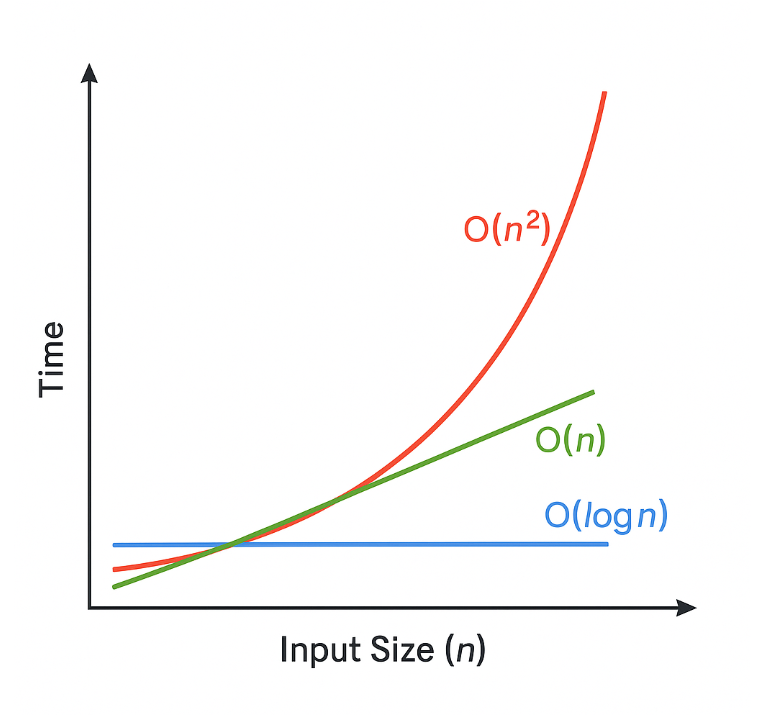 O(n²)
Time
O(n)
O(log n)
Input Size (n)